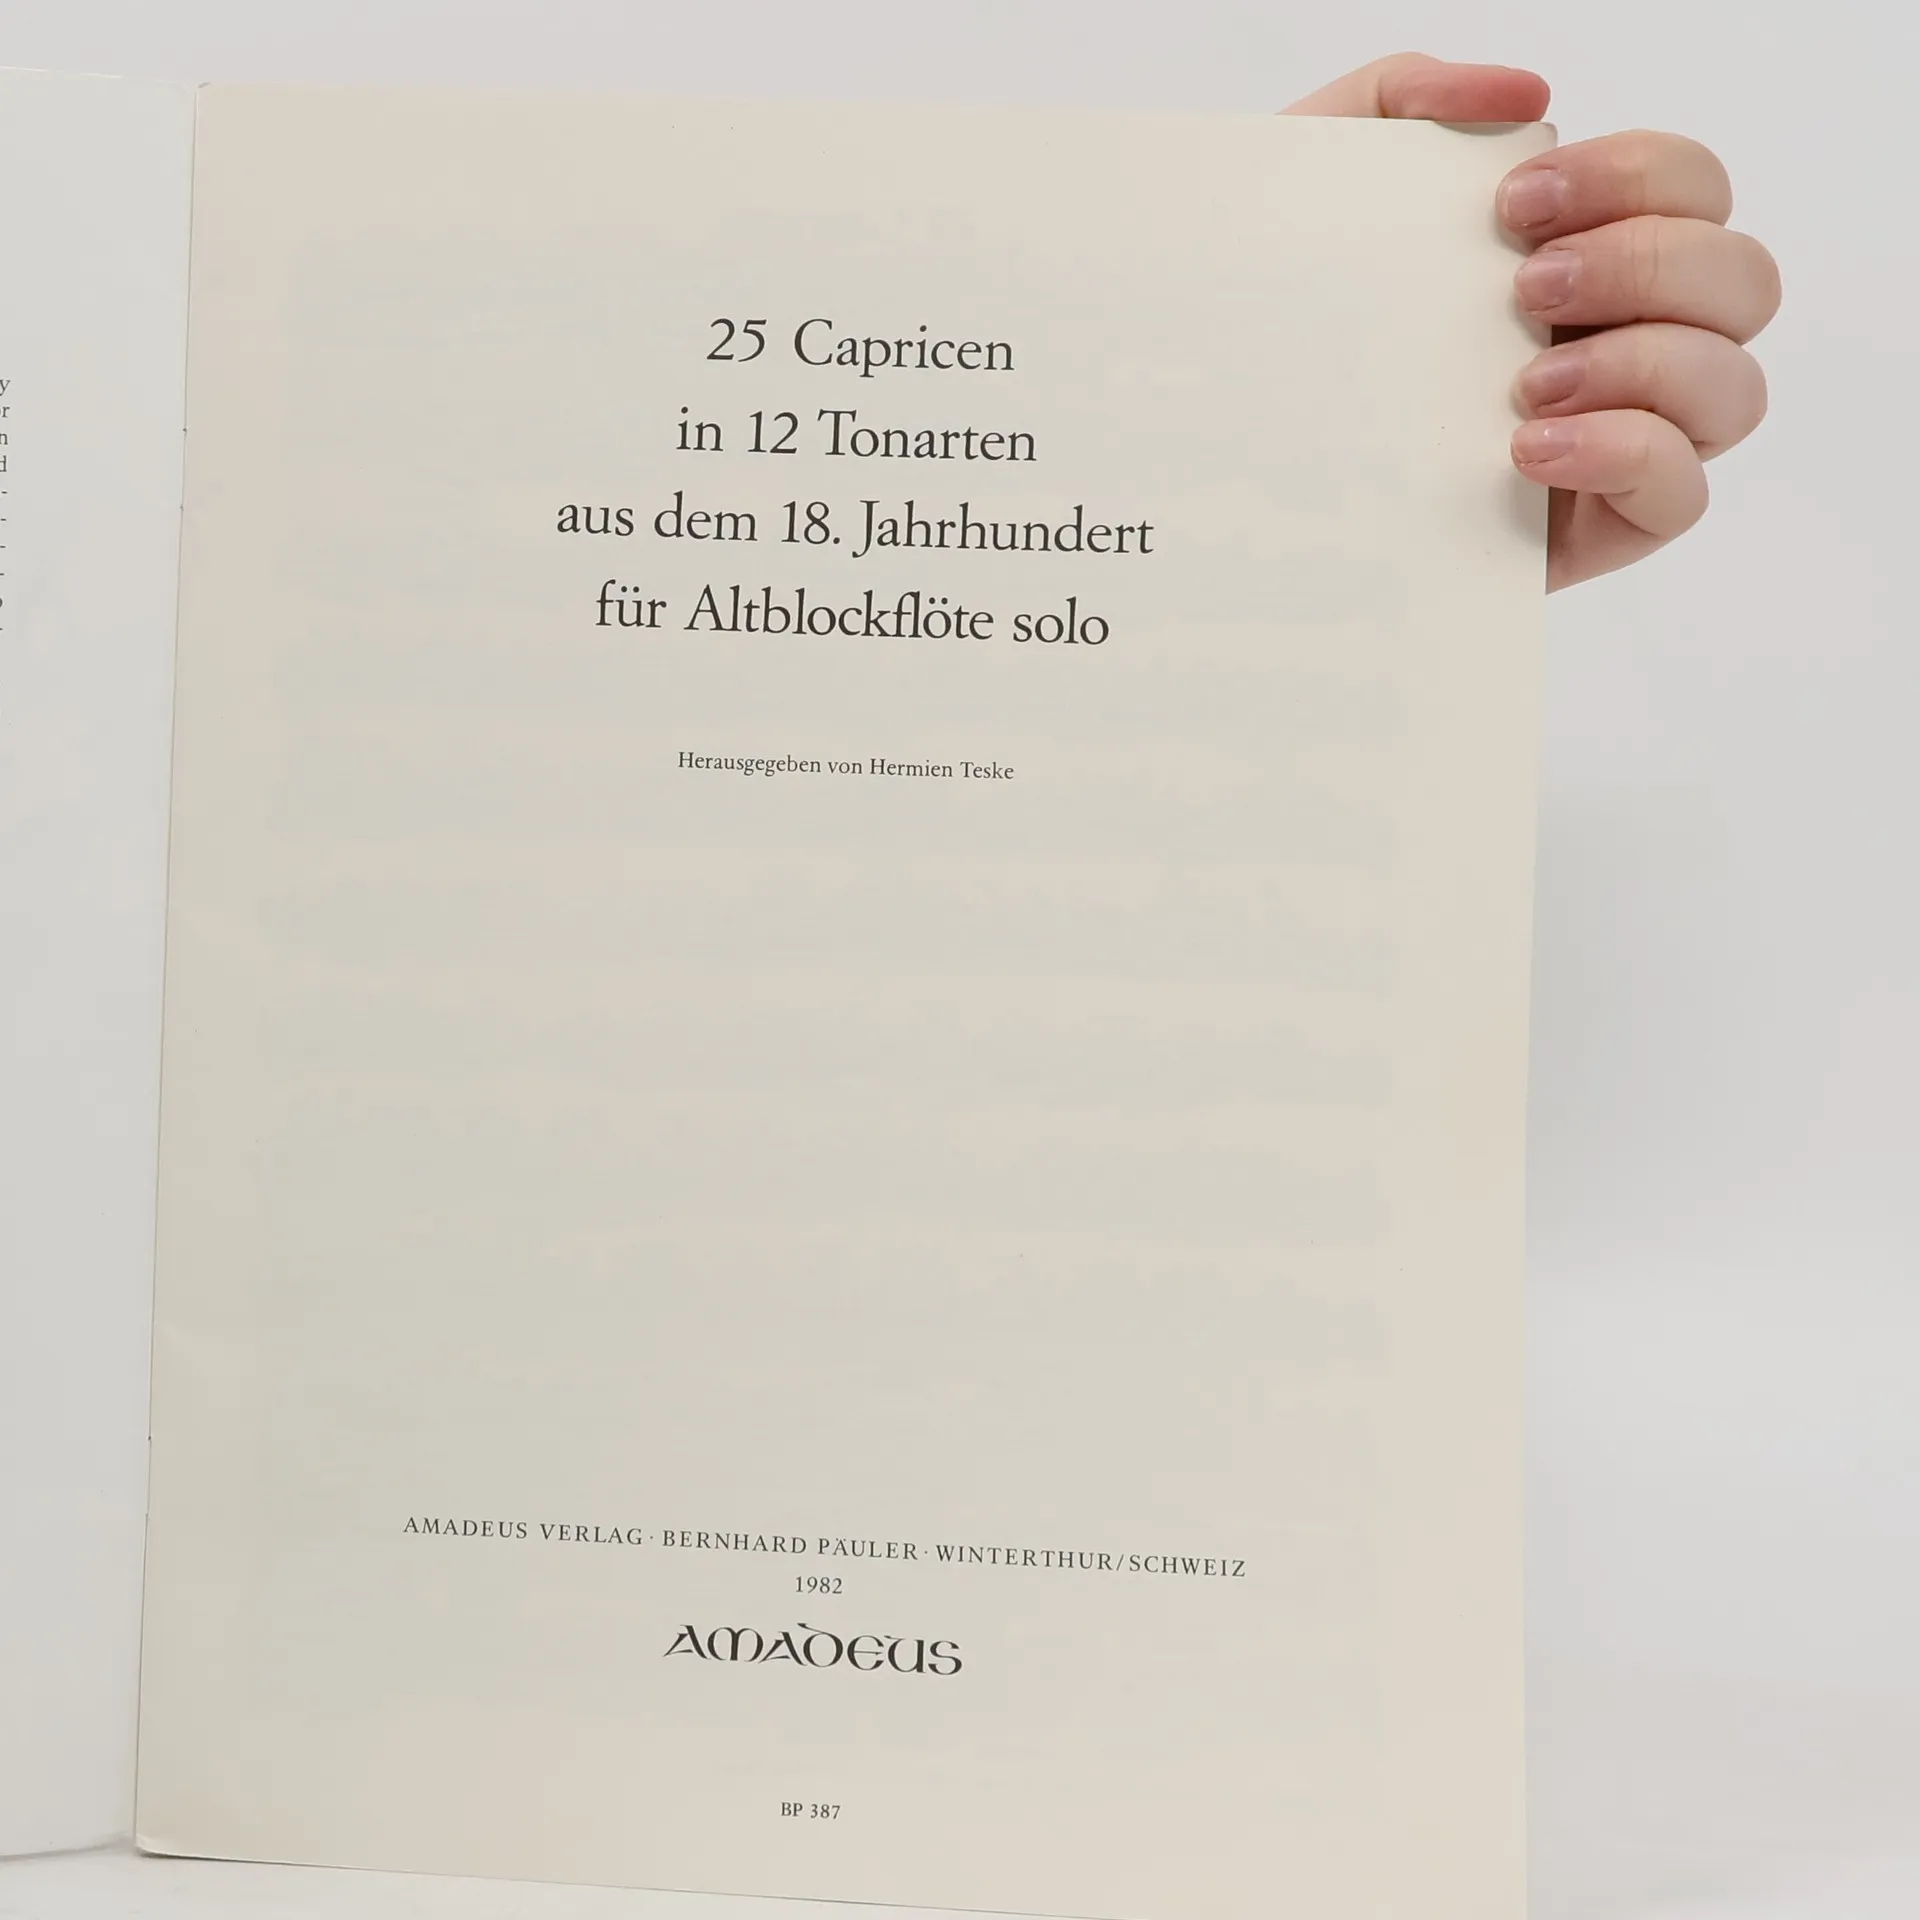 25 Capricen
in 12 Tonarten
aus dem 18. Jahrhundert
für Altblockflöte solo
Herausgegeben von Hermien Teske
AMADEUS VERLAG · BERNHARD PÄULER · WINTERTHUR/SCHWEIZ
1982
AMADEUS
BP 387